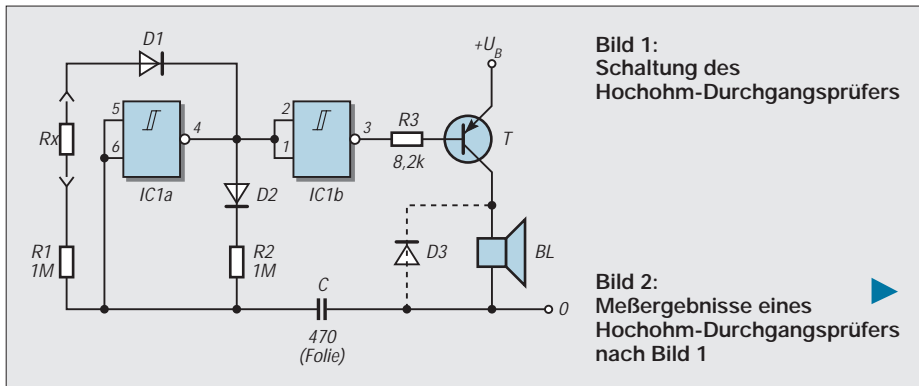 D1
+U_B
Bild 1:
Schaltung des
Hochohm-Durchgangsprüfers
5
4
2
3
R3
Rx
6
1
8,2k
T
IC1a
D2
IC1b
R1
1M
R2
1M
D3
BL
C
0
470
(Folie)
Bild 2:
Meßergebnisse eines
Hochohm-Durchgangsprüfers
nach Bild 1